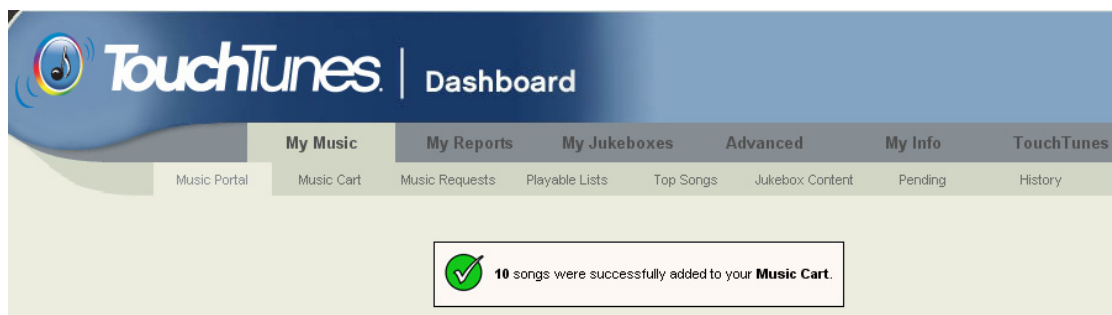 TouchTunes. | Dashboard
My Music My Reports My Jukeboxes Advanced My Info TouchTunes
Music Portal Music Cart Music Requests Playable Lists Top Songs Jukebox Content Pending History
10 songs were successfully added to your Music Cart.